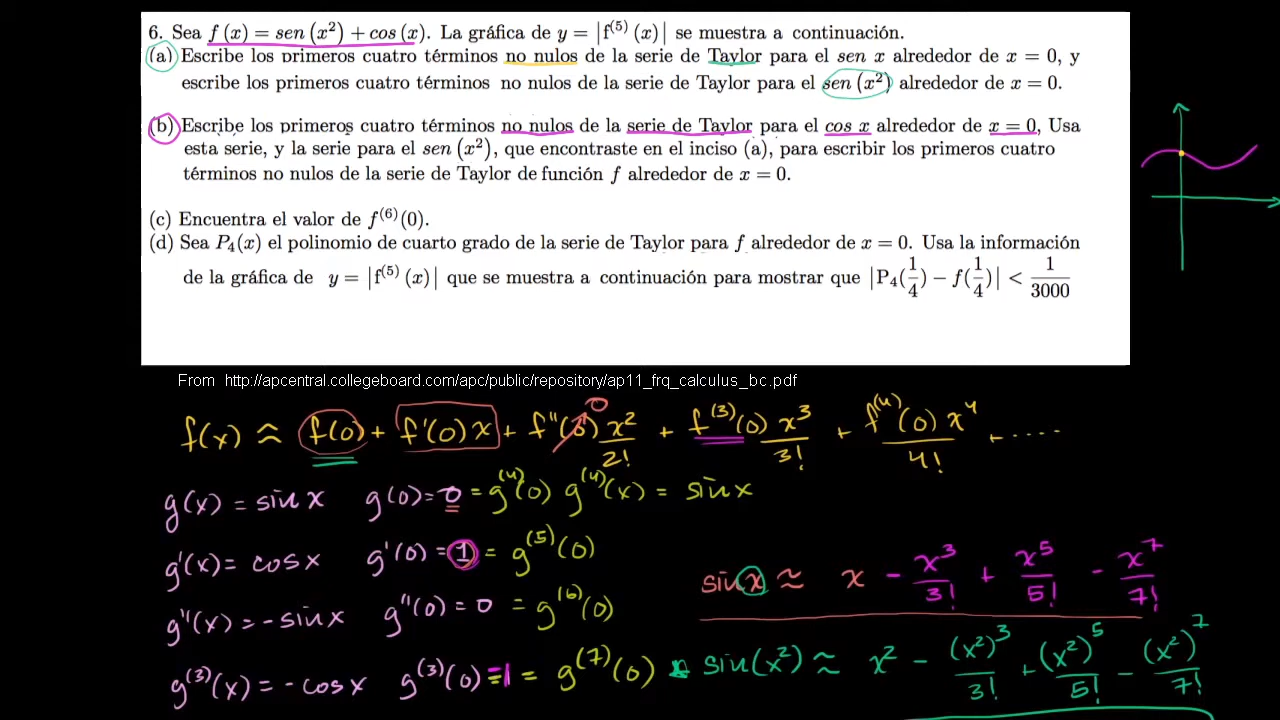 6. Sea f (x) = sen (x²) + cos (x). La gráfica de y = |f⁽⁵⁾ (x)| se muestra a continuación.
(a) Escribe los primeros cuatro términos no nulos de la serie de Taylor para el sen x alrededor de x = 0, y
escribe los primeros cuatro términos no nulos de la serie de Taylor para el sen (x²) alrededor de x = 0.
(b) Escribe los primeros cuatro términos no nulos de la serie de Taylor para el cos x alrededor de x = 0, Usa
esta serie, y la serie para el sen (x²), que encontraste en el inciso (a), para escribir los primeros cuatro
términos no nulos de la serie de Taylor de función f alrededor de x = 0.
(c) Encuentra el valor de f⁽⁶⁾(0).
(d) Sea P₄(x) el polinomio de cuarto grado de la serie de Taylor para f alrededor de x = 0. Usa la información
de la gráfica de y = |f⁽⁵⁾ (x)| que se muestra a continuación para mostrar que |P₄(1/4) − f(1/4)| < 1/3000
From http://apcentral.collegeboard.com/apc/public/repository/ap11_frq_calculus_bc.pdf
f(x) ≈ f(0) + f'(0) x + f''(0) x²/2! + f⁽³⁾(0) x³/3! + f⁽⁴⁾(0) x⁴/4! + ....
0
g(x) = sin x g(0) = 0 = g⁽⁴⁾(0) g⁽⁴⁾(x) = sin x
g'(x) = cos x g'(0) = 1 = g⁽⁵⁾(0)
sin x ≈ x − x³/3! + x⁵/5! − x⁷/7!
g''(x) = − sin x g''(0) = 0 = g⁽⁶⁾(0)
g⁽³⁾(x) = − cos x g⁽³⁾(0) = -1 = g⁽⁷⁾(0) sin(x²) ≈ x² − (x²)³/3! + (x²)⁵/5! − (x²)⁷/7!